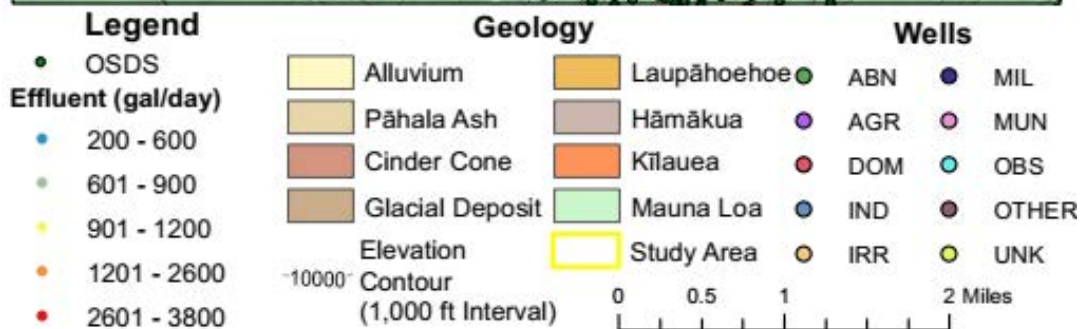 Legend
OSDS
Effluent (gal/day)
200 - 600
601 - 900
901 - 1200
1201 - 2600
2601 - 3800
Geology
Alluvium
Pāhala Ash
Cinder Cone
Glacial Deposit
10000
Elevation
Contour
(1,000 ft Interval)
Laupāhoehoe
Hāmākua
Kīlauea
Mauna Loa
Study Area
Wells
ABN
AGR
DOM
IND
IRR
MIL
MUN
OBS
OTHER
UNK
0 0.5 1 2 Miles